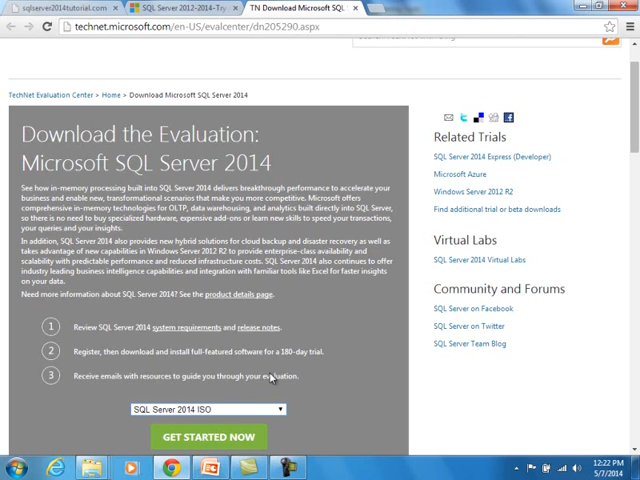 sqlserver2014tutorial.com
SQL Server 2012-2014-Try
TN Download Microsoft SQL
technet.microsoft.com/en-US/evalcenter/dn205290.aspx
TechNet Evaluation Center > Home > Download Microsoft SQL Server 2014
Download the Evaluation:
Microsoft SQL Server 2014
See how in-memory processing built into SQL Server 2014 delivers breakthrough performance to accelerate your
business and enable new, transformational scenarios that make you more competitive. Microsoft offers
comprehensive in-memory technologies for OLTP, data warehousing, and analytics built directly into SQL Server,
so there is no need to buy specialized hardware, expensive add-ons or learn new skills to speed your transactions,
your queries and your insights.
In addition, SQL Server 2014 also provides new hybrid solutions for cloud backup and disaster recovery as well as
takes advantage of new capabilities in Windows Server 2012 R2 to provide enterprise-class availability and
scalability with predictable performance and reduced infrastructure costs. SQL Server 2014 also continues to offer
industry leading business intelligence capabilities and integration with familiar tools like Excel for faster insights
on your data.
Need more information about SQL Server 2014? See the product details page.
1 Review SQL Server 2014 system requirements and release notes.
2 Register, then download and install full-featured software for a 180-day trial.
3 Receive emails with resources to guide you through your evaluation.
SQL Server 2014 ISO
GET STARTED NOW
Related Trials
SQL Server 2014 Express (Developer)
Microsoft Azure
Windows Server 2012 R2
Find additional trial or beta downloads
Virtual Labs
SQL Server 2014 Virtual Labs
Community and Forums
SQL Server on Facebook
SQL Server on Twitter
SQL Server Team Blog
12:22 PM
5/7/2014